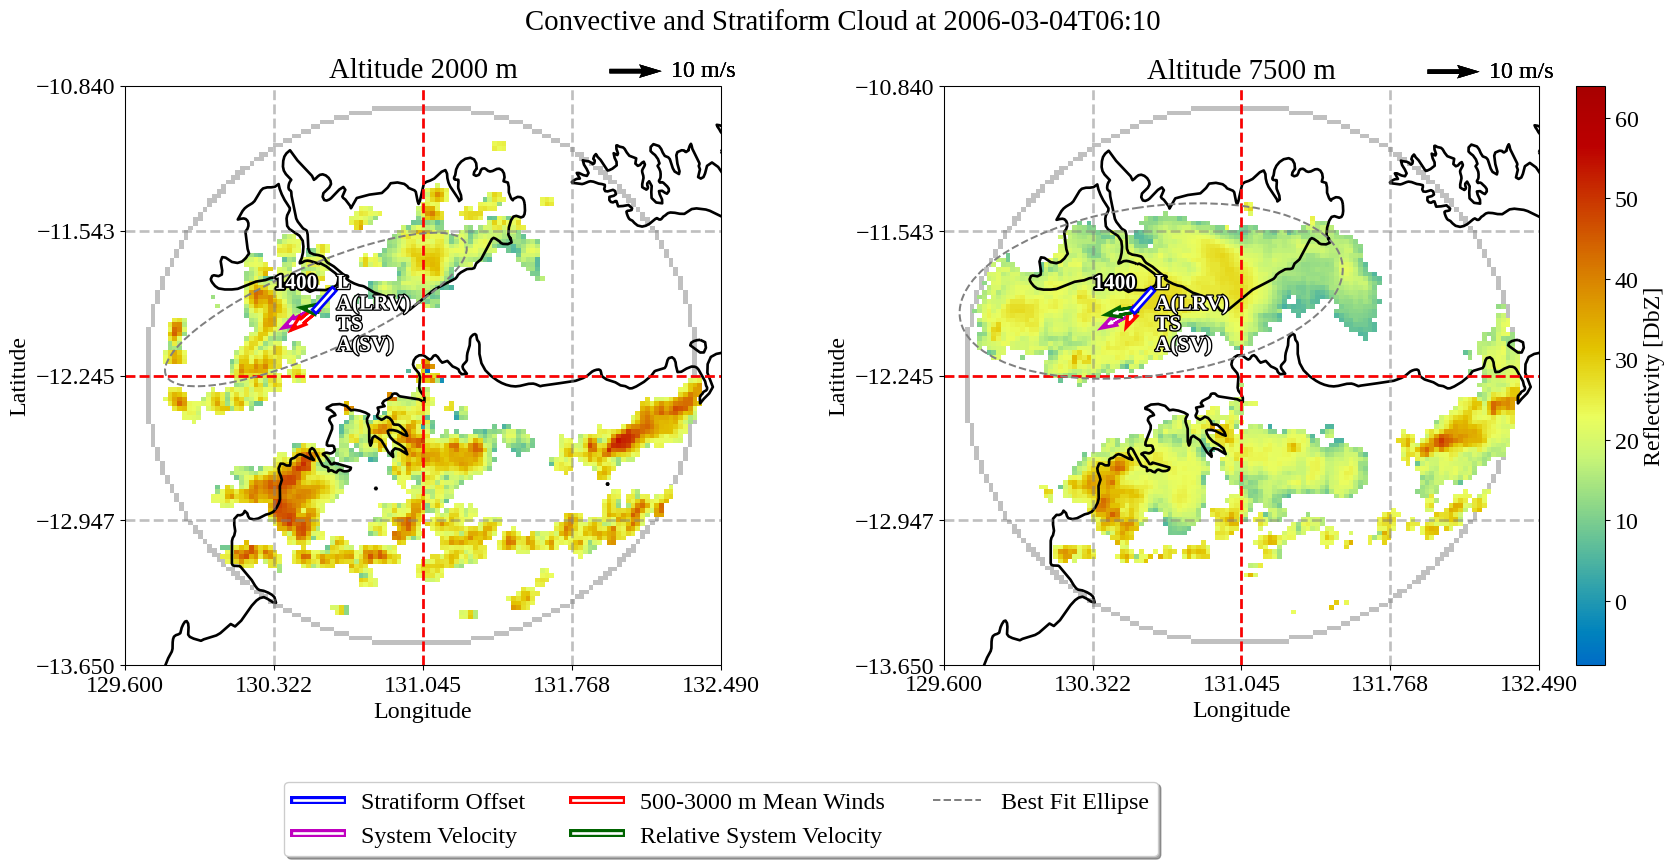 Convective and Stratiform Cloud at 2006-03-04T06:10
Altitude 2000 m
10 m/s
−10.840
−11.543
−12.245
−12.947
−13.650
Latitude
1400
L
A(LRV)
TS
A(SV)
129.600
130.322
131.045
131.768
132.490
Longitude
Altitude 7500 m
10 m/s
−10.840
−11.543
−12.245
−12.947
−13.650
Latitude
1400
L
A(LRV)
TS
A(SV)
129.600
130.322
131.045
131.768
132.490
Longitude
60
50
40
30
20
10
0
Reflectivity [DbZ]
Stratiform Offset
System Velocity
500-3000 m Mean Winds
Relative System Velocity
Best Fit Ellipse